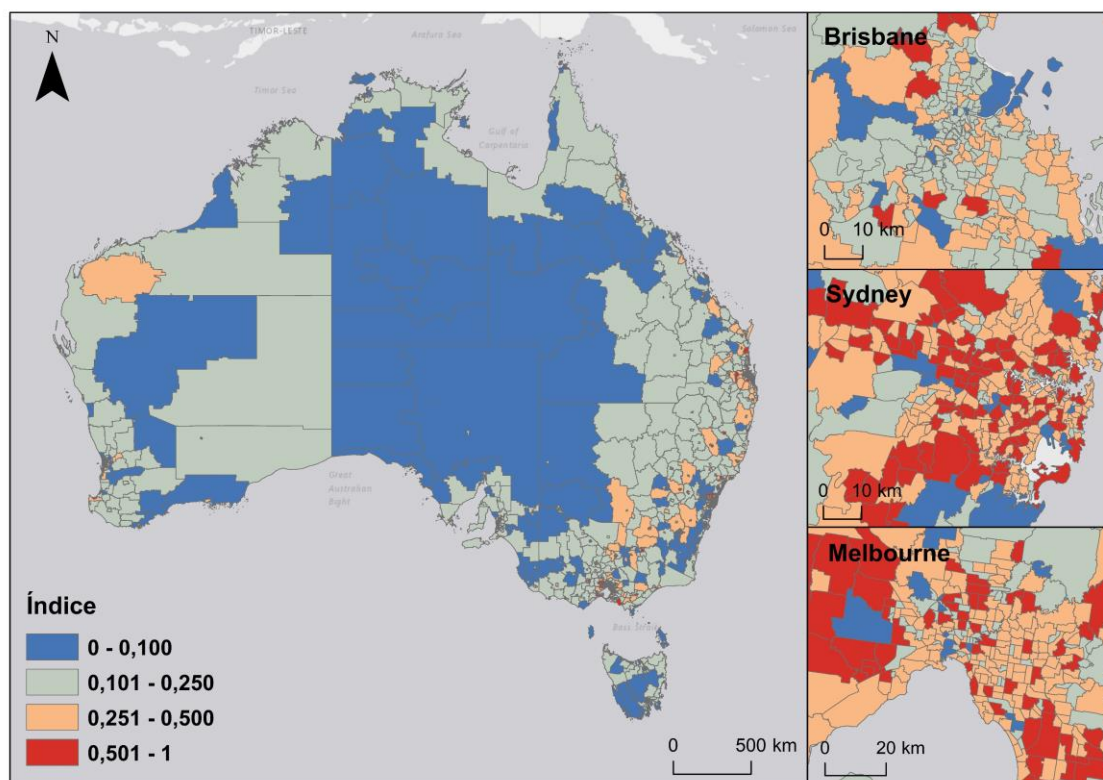 N
TIMOR-LESTE
Arafura Sea
Solomon Sea
Timor Sea
Gulf of
Carpentaria
Great
Australian
Bight
Bass Strait
Índice
0 - 0,100
0,101 - 0,250
0,251 - 0,500
0,501 - 1
0 500 km
Brisbane
0 10 km
Sydney
0 10 km
Melbourne
0 20 km